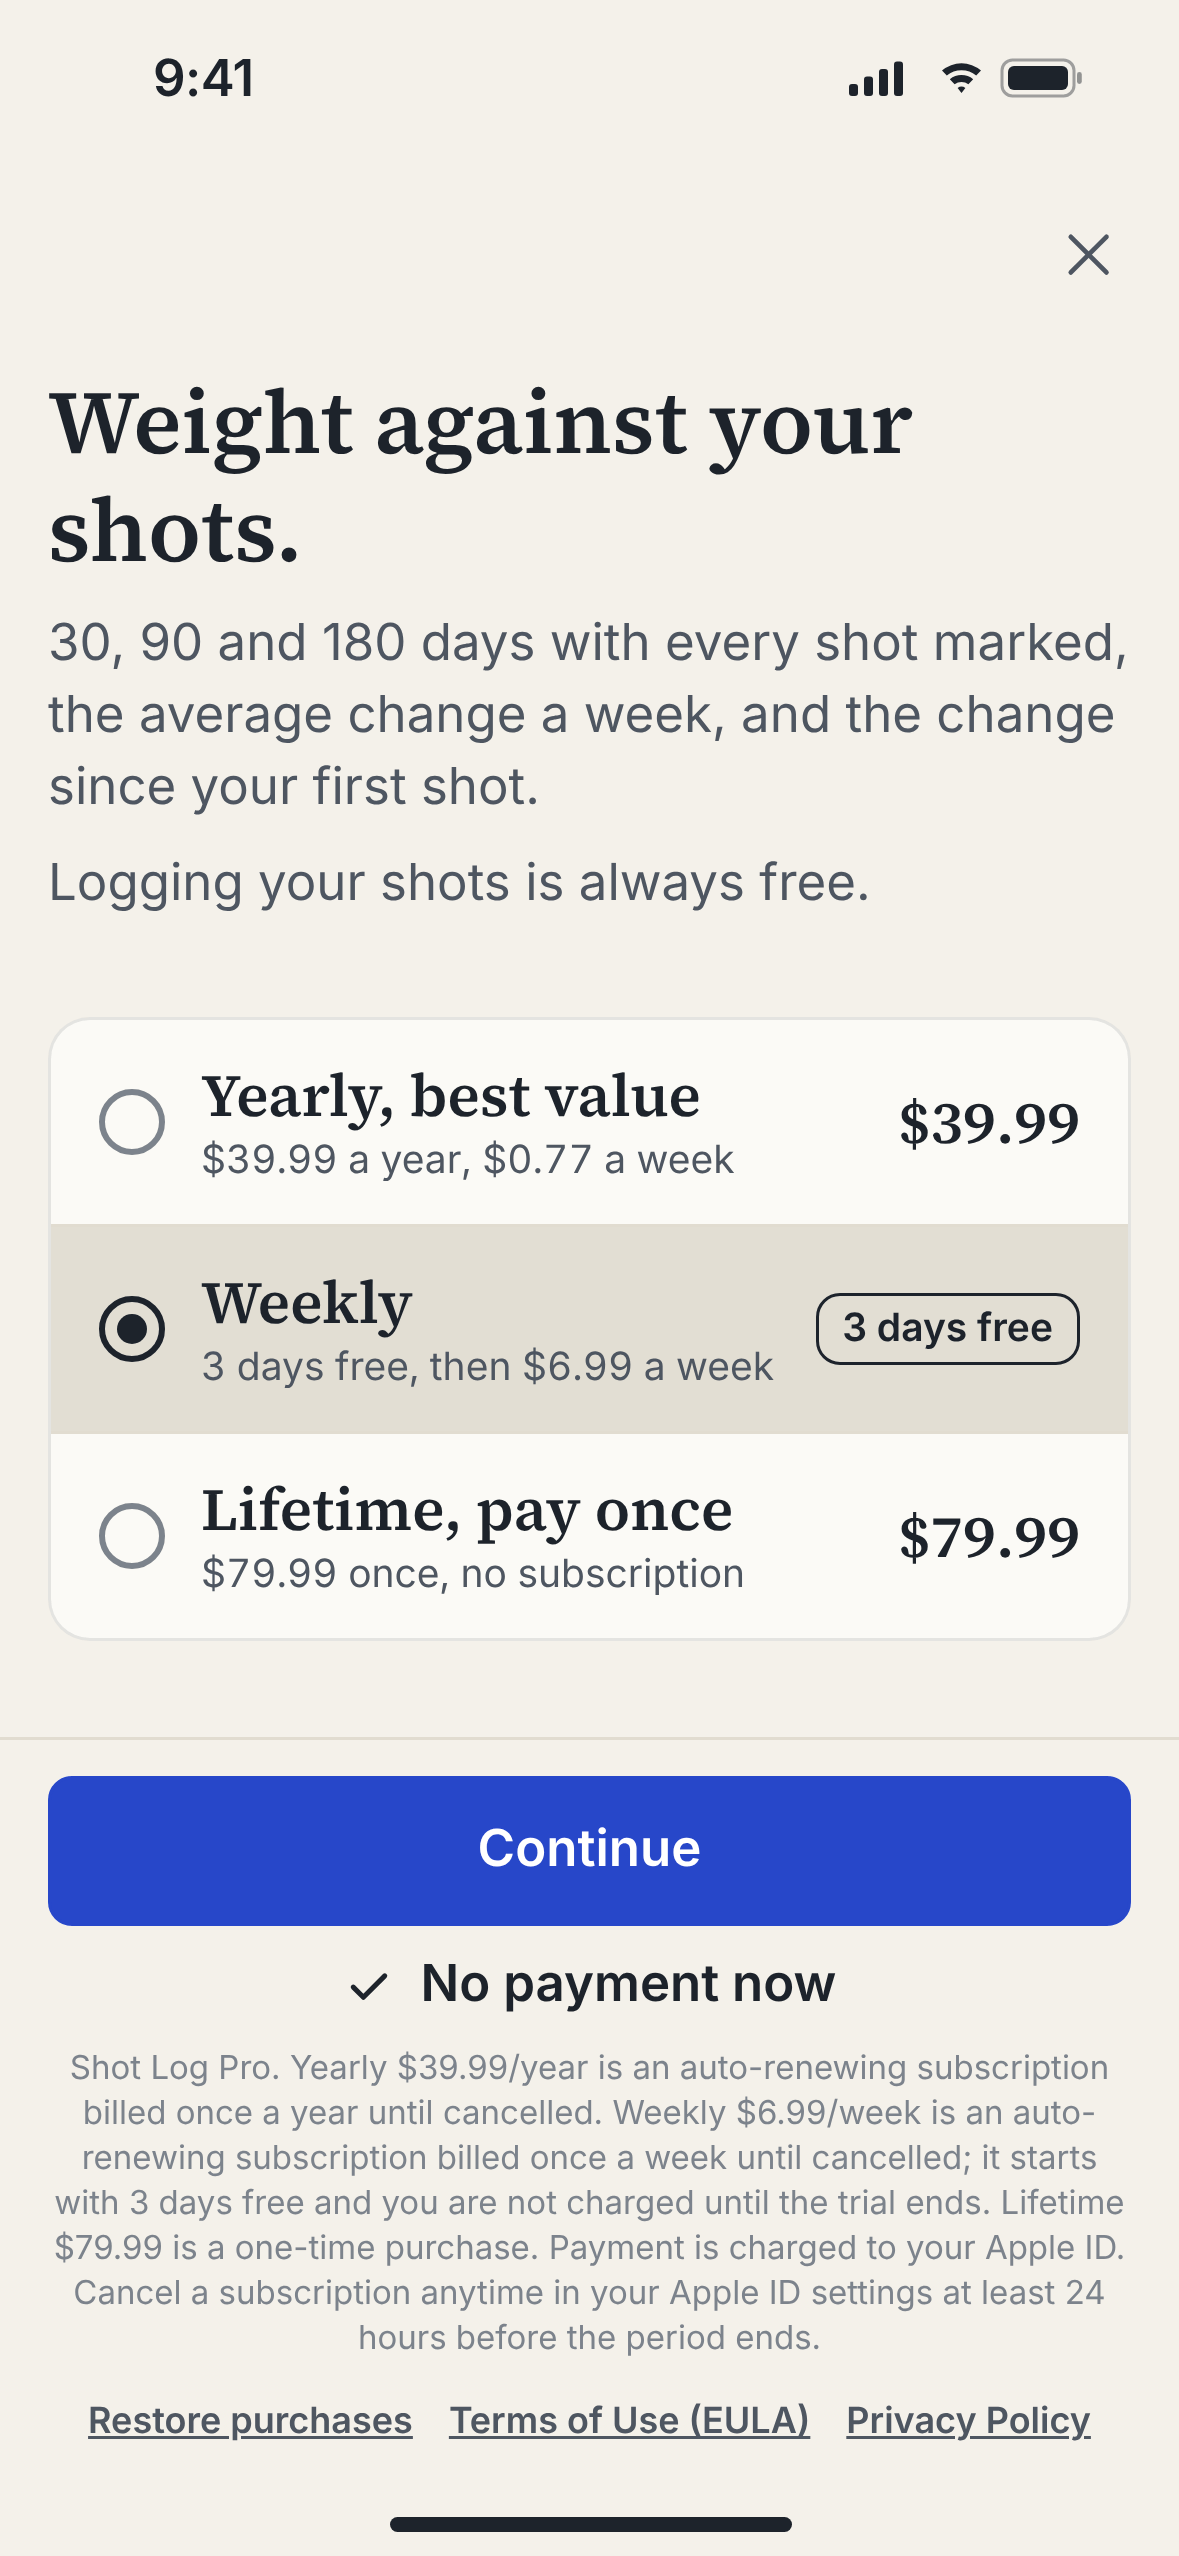 9:41
Weight against your
shots.
30, 90 and 180 days with every shot marked,
the average change a week, and the change
since your first shot.
Logging your shots is always free.
Yearly, best value
$39.99 a year, $0.77 a week
$39.99
Weekly
3 days free, then $6.99 a week
3 days free
Lifetime, pay once
$79.99 once, no subscription
$79.99
Continue
No payment now
Shot Log Pro. Yearly $39.99/year is an auto-renewing subscription
billed once a year until cancelled. Weekly $6.99/week is an auto-
renewing subscription billed once a week until cancelled; it starts
with 3 days free and you are not charged until the trial ends. Lifetime
$79.99 is a one-time purchase. Payment is charged to your Apple ID.
Cancel a subscription anytime in your Apple ID settings at least 24
hours before the period ends.
Restore purchases Terms of Use (EULA) Privacy Policy